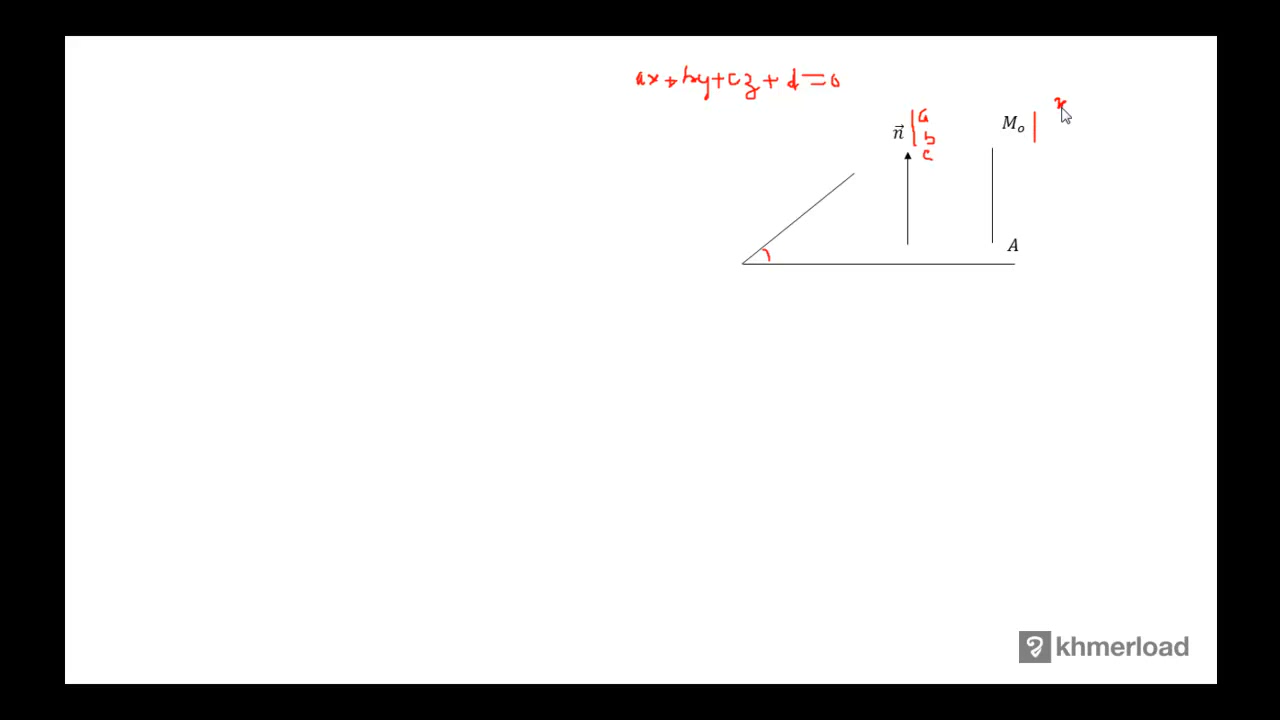 ax+by+cz+d=0
n⃗ | a
b
c
M₀ | x
A
khmerload